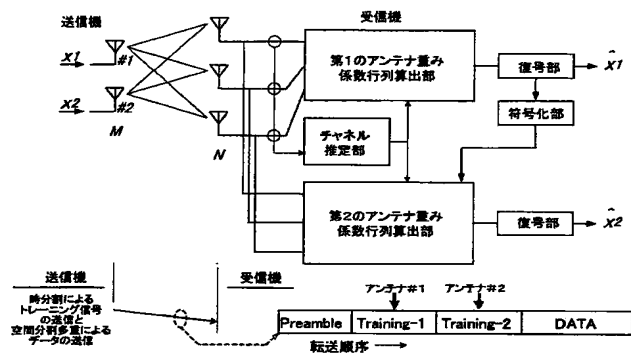 送信機
受信機
X1
#1
X2
#2
M
N
第1のアンテナ重み
係数行列算出部
復号部
^
X1
符号化部
チャネル
推定部
第2のアンテナ重み
係数行列算出部
復号部
^
X2
送信機
受信機
時分割による
トレーニング信号
の送信と
空間分割多重による
データの送信
アンテナ#1
アンテナ#2
Preamble
Training-1
Training-2
DATA
転送順序